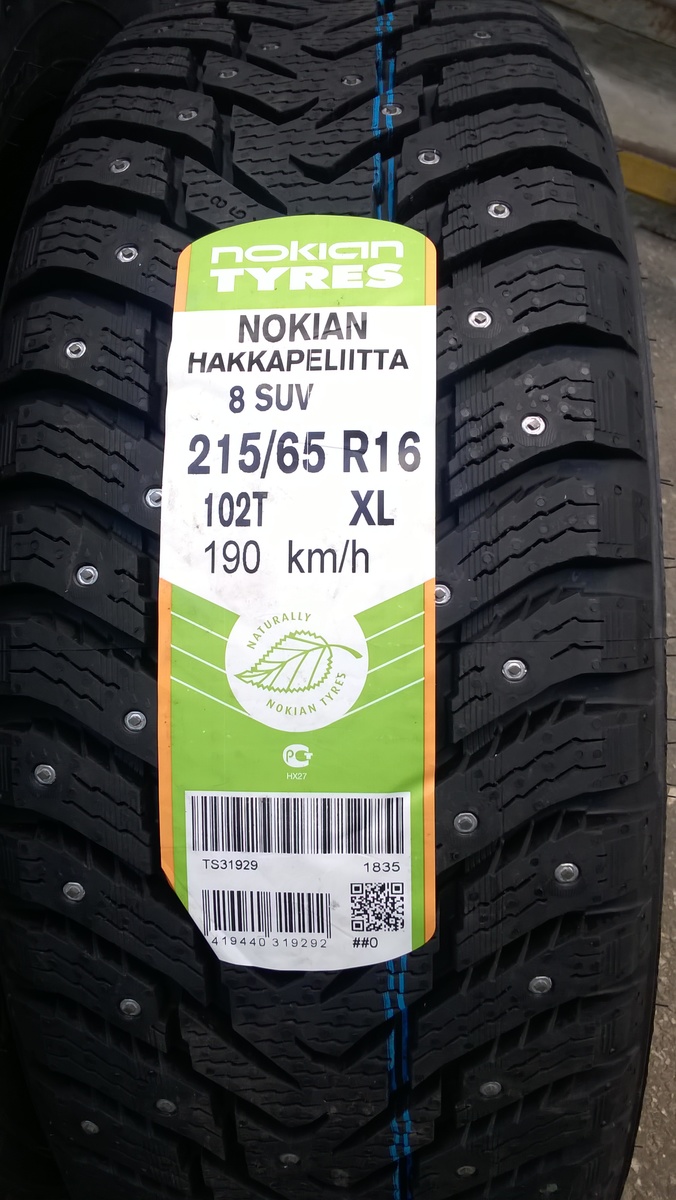 nokian
TYRES
NOKIAN
HAKKAPELIITTA
8 SUV
215/65 R16
102T XL
190 km/h
NATURALLY
NOKIAN TYRES
HX27
TS31929 1835
419440 319292 ##0